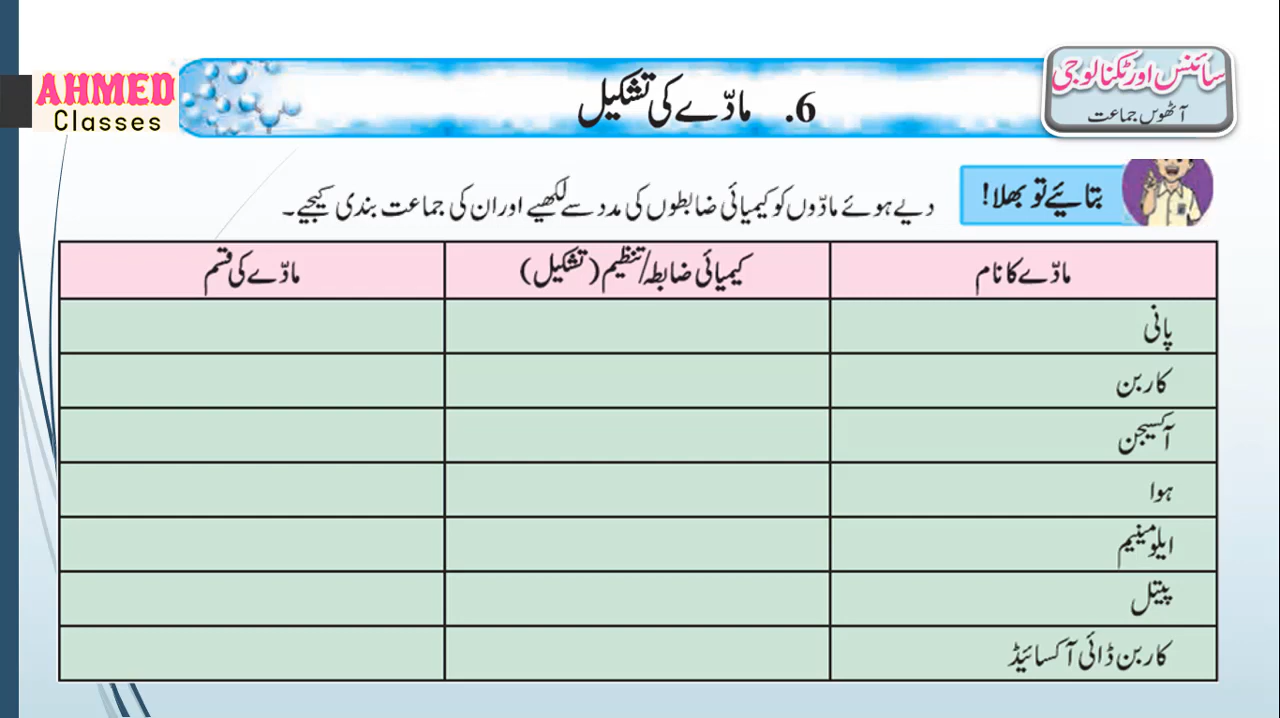 AHMED
Classes
6. مادّے کی تشکیل
سائنس اور ٹکنالوجی
آٹھویں جماعت
بتائیے تو بھلا!
دیے ہوئے مادّوں کو کیمیائی ضابطوں کی مدد سے لکھیے اور ان کی جماعت بندی کیجیے۔
مادّے کا نام کیمیائی ضابطہ/تنظیم (تشکیل) مادّے کی قسم
پانی
کاربن
آکسیجن
ہوا
ایلومینیم
پیتل
کاربن ڈائی آکسائیڈ